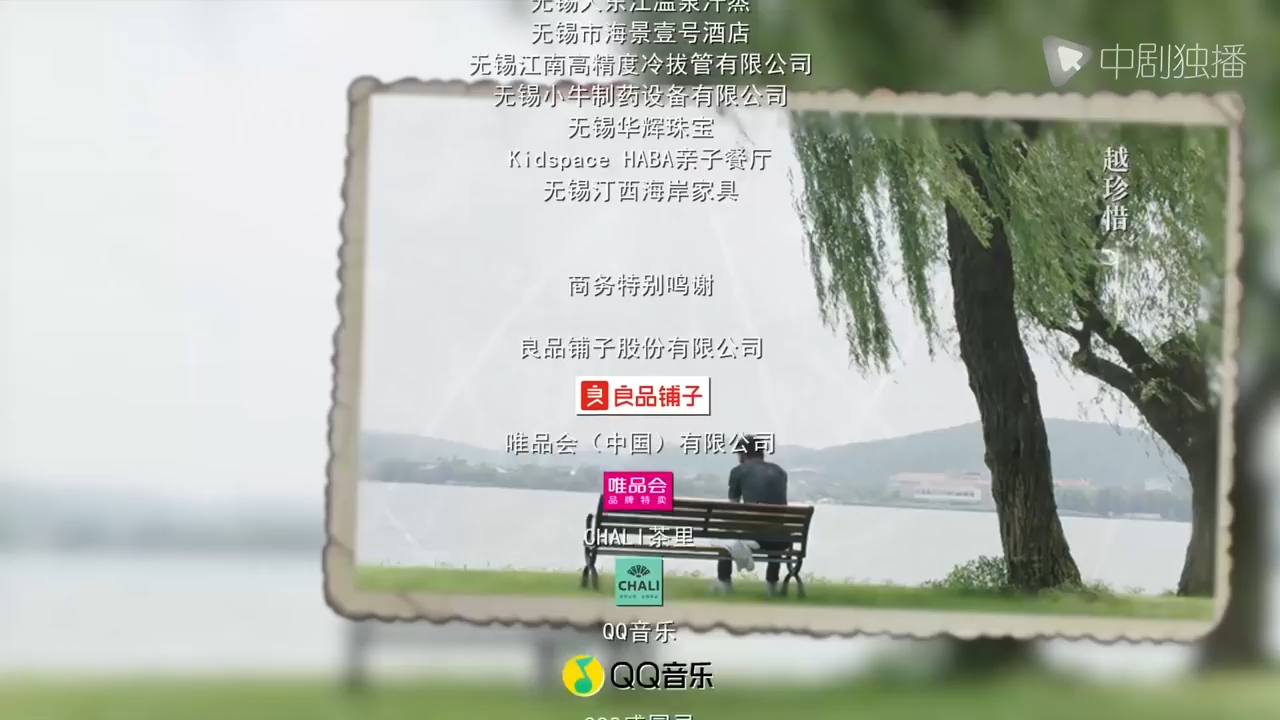 无锡市海景壹号酒店
无锡江南高精度冷拔管有限公司
无锡小牛制药设备有限公司
无锡华辉珠宝
Kidspace HABA亲子餐厅
无锡汀西海岸家具
商务特别鸣谢
良品铺子股份有限公司
良品铺子
唯品会（中国）有限公司
唯品会
品牌特卖
CHALI茶里
CHALI
QQ音乐
QQ音乐
中剧独播
越珍惜